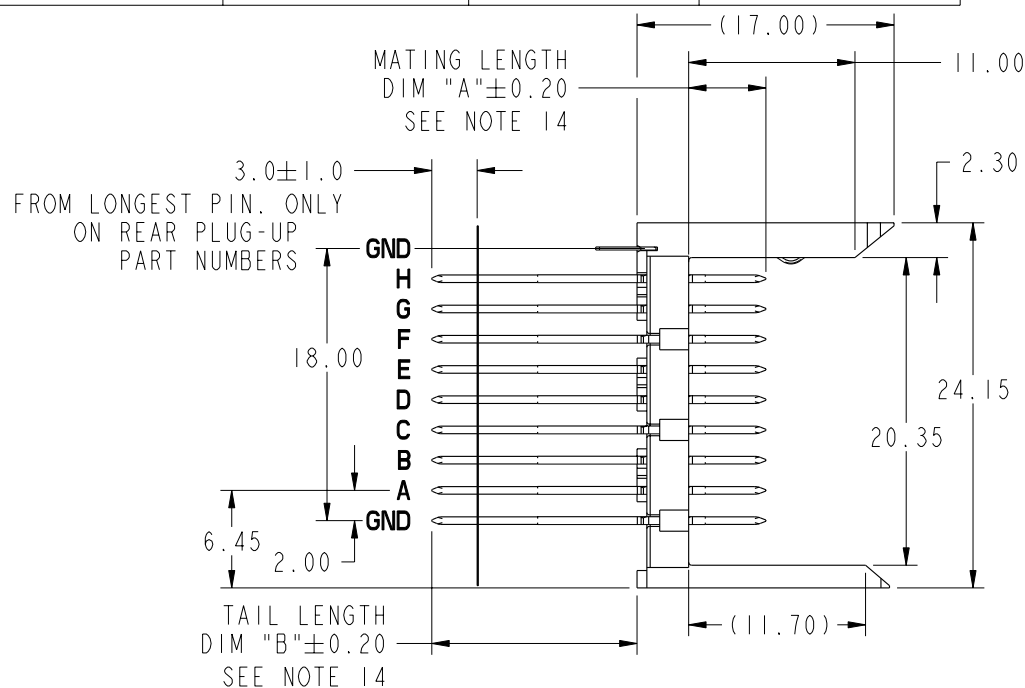 (17.00)
MATING LENGTH
DIM "A"±0.20
SEE NOTE 14
11.00
3.0±1.0
FROM LONGEST PIN. ONLY
ON REAR PLUG-UP
PART NUMBERS
2.30
GND
H
G
F
18.00
E
D
24.15
C
20.35
B
A
GND
6.45
2.00
TAIL LENGTH
DIM "B"±0.20
SEE NOTE 14
(11.70)